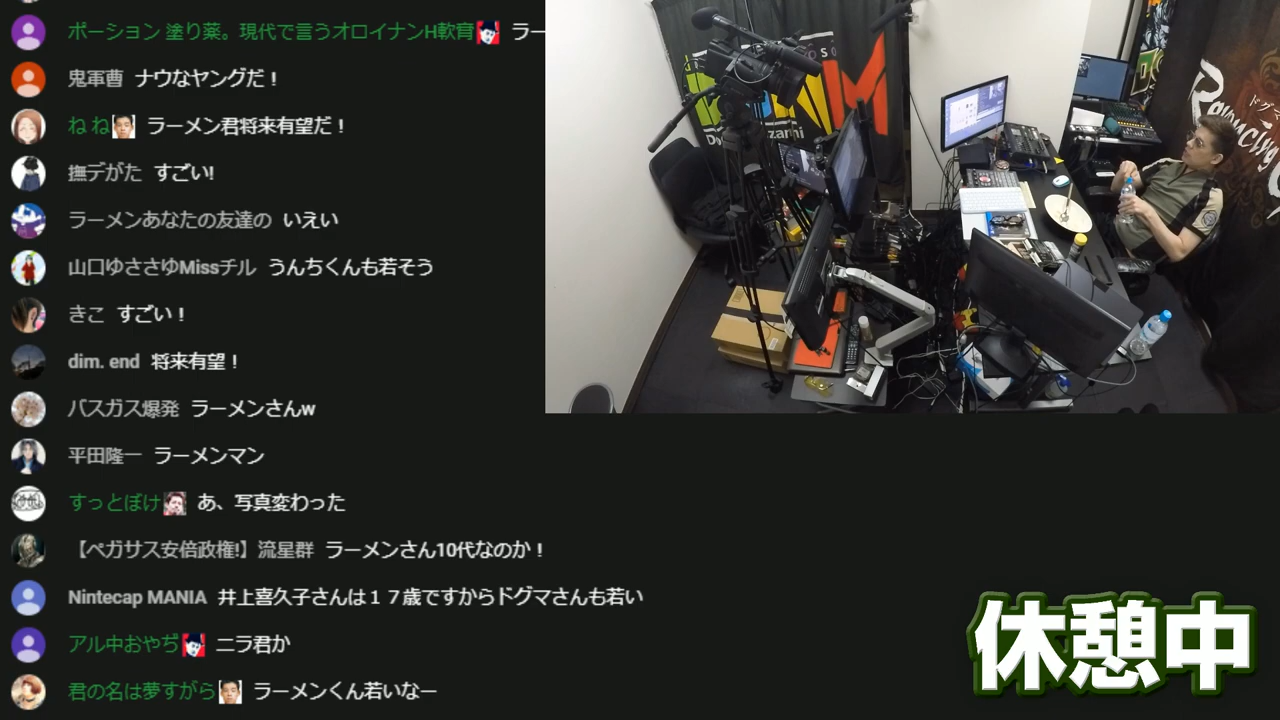 ポーション 塗り薬。現代で言うオロイナンH軟膏 ラー
鬼軍曹 ナウなヤングだ！
ね ね ラーメン君将来有望だ！
撫デがた すごい!
ラーメンあなたの友達の いえい
山口ゆささゆMissチル うんちくんも若そう
きこ すごい！
dim. end 将来有望！
バスガス爆発 ラーメンさんw
平田隆一 ラーメンマン
すっとぼけ あ、写真変わった
【ペガサス安倍政権!】流星群 ラーメンさん10代なのか！
Nintecap MANIA 井上喜久子さんは１７歳ですからドグマさんも若い
アル中おやぢ ニラ君か
君の名は夢すがら ラーメンくん若いなー
ドグマ
休憩中